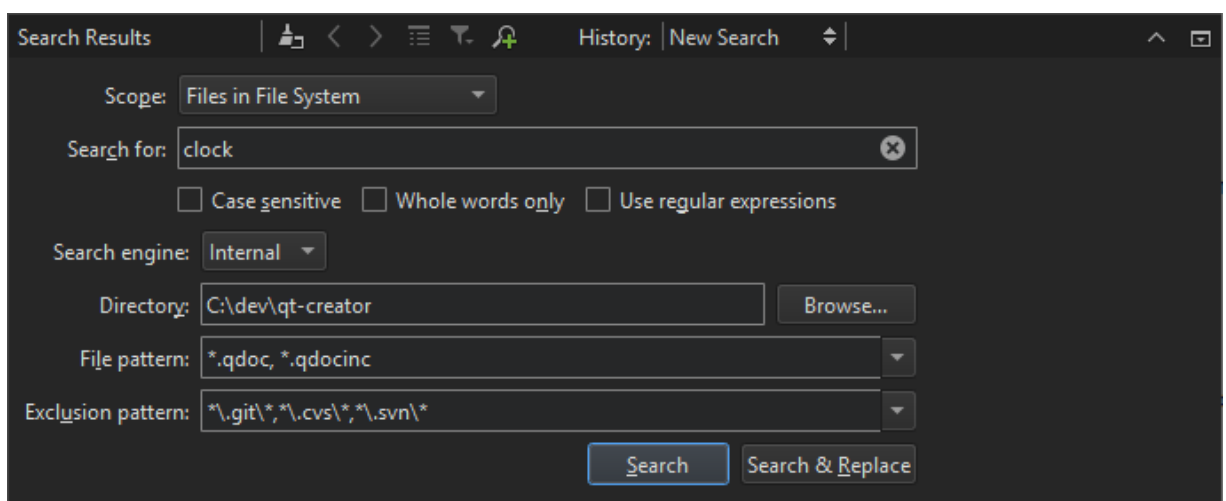 Search Results History: New Search
Scope: Files in File System
Search for: clock
Case sensitive Whole words only Use regular expressions
Search engine: Internal
Directory: C:\dev\qt-creator Browse...
File pattern: *.qdoc, *.qdocinc
Exclusion pattern: *\.git\*,*\.cvs\*,*\.svn\*
Search Search & Replace